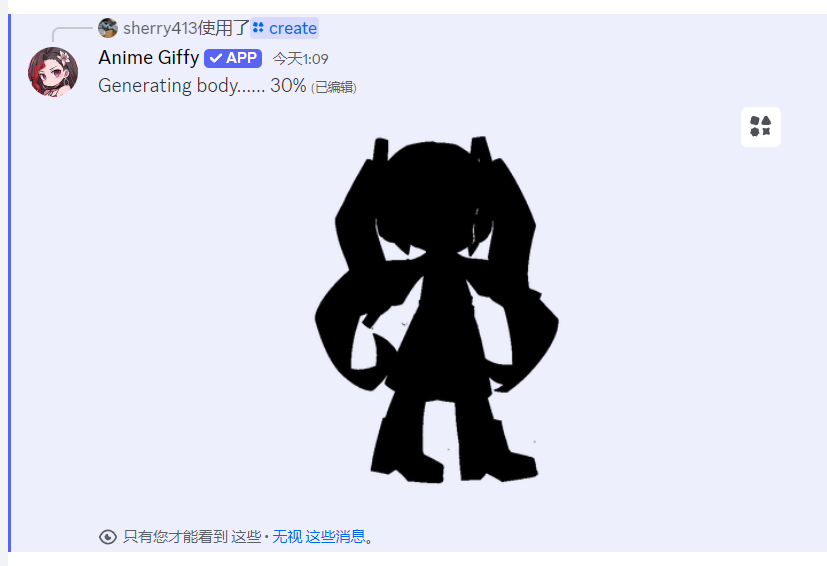 sherry413使用了 create
Anime Giffy APP 今天1:09
Generating body...... 30% (已编辑)
只有您才能看到 这些 · 无视 这些消息。